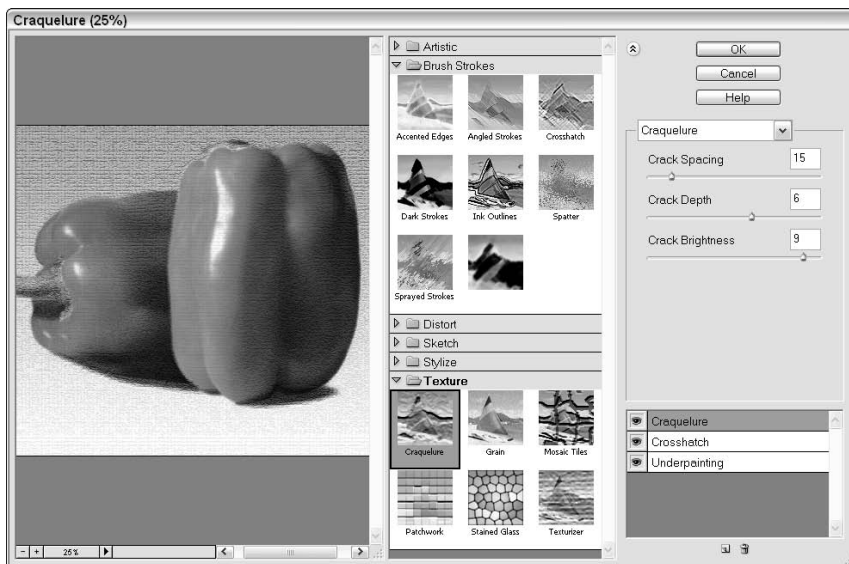 Craquelure (25%)
25%
Artistic
Brush Strokes
Accented Edges
Angled Strokes
Crosshatch
Dark Strokes
Ink Outlines
Spatter
Sprayed Strokes
Distort
Sketch
Stylize
Texture
Craquelure
Grain
Mosaic Tiles
Patchwork
Stained Glass
Texturizer
OK
Cancel
Help
Craquelure
Crack Spacing 15
Crack Depth 6
Crack Brightness 9
Craquelure
Crosshatch
Underpainting